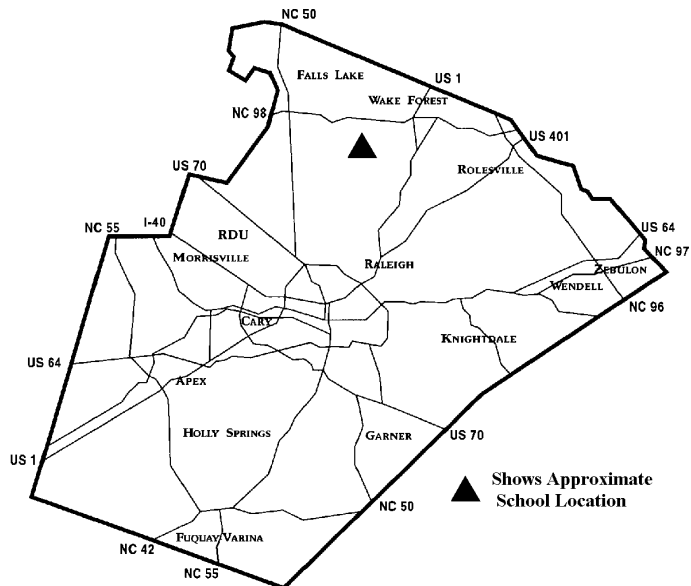 NC 50
FALLS LAKE
US 1
WAKE FOREST
NC 98
US 401
US 70
ROLESVILLE
NC 55
I-40
RDU
US 64
MORRISVILLE
RALEIGH
NC 97
ZEBULON
WENDELL
NC 96
CARY
KNIGHTDALE
US 64
APEX
HOLLY SPRINGS
GARNER
US 70
US 1
Shows Approximate
School Location
NC 50
FUQUAY VARINA
NC 42
NC 55